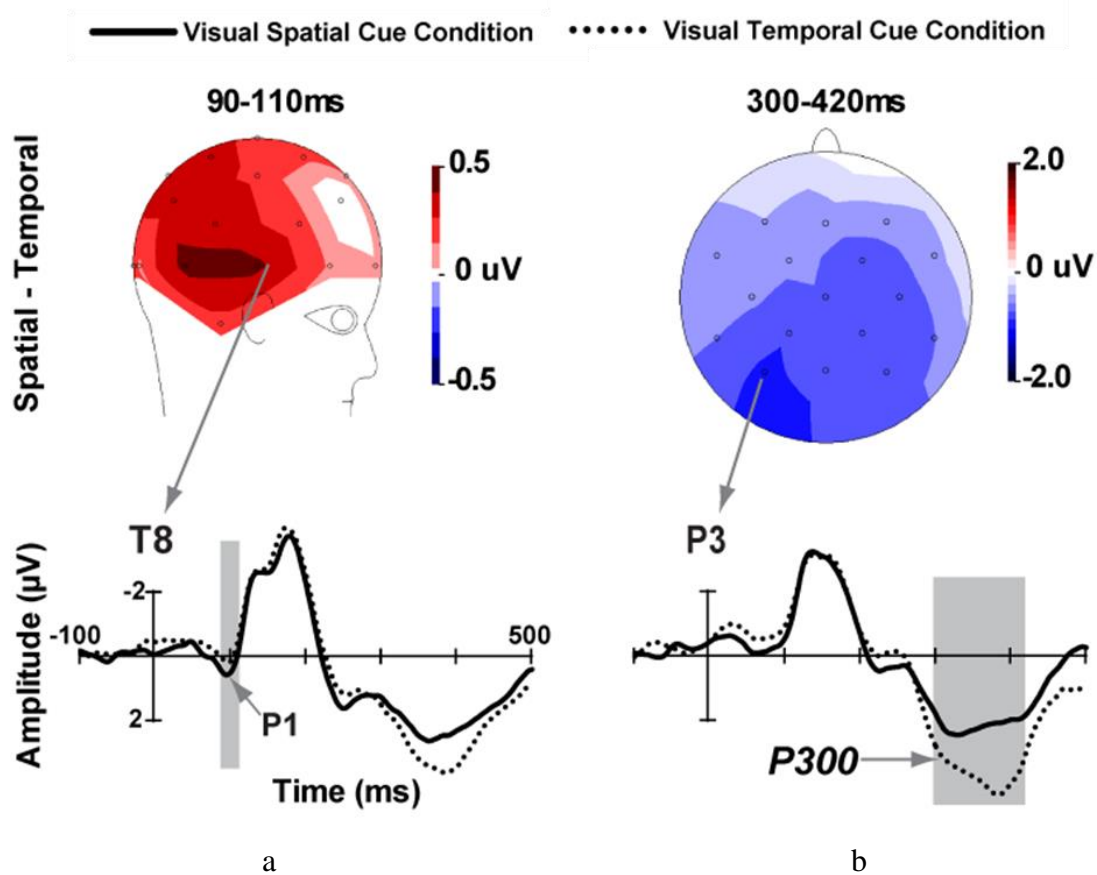 Visual Spatial Cue Condition
Visual Temporal Cue Condition
90-110ms
300-420ms
Spatial - Temporal
0.5
0 uV
-0.5
2.0
0 uV
-2.0
T8
P3
Amplitude (µV)
-2
-100
500
2
P1
P300
Time (ms)
a
b